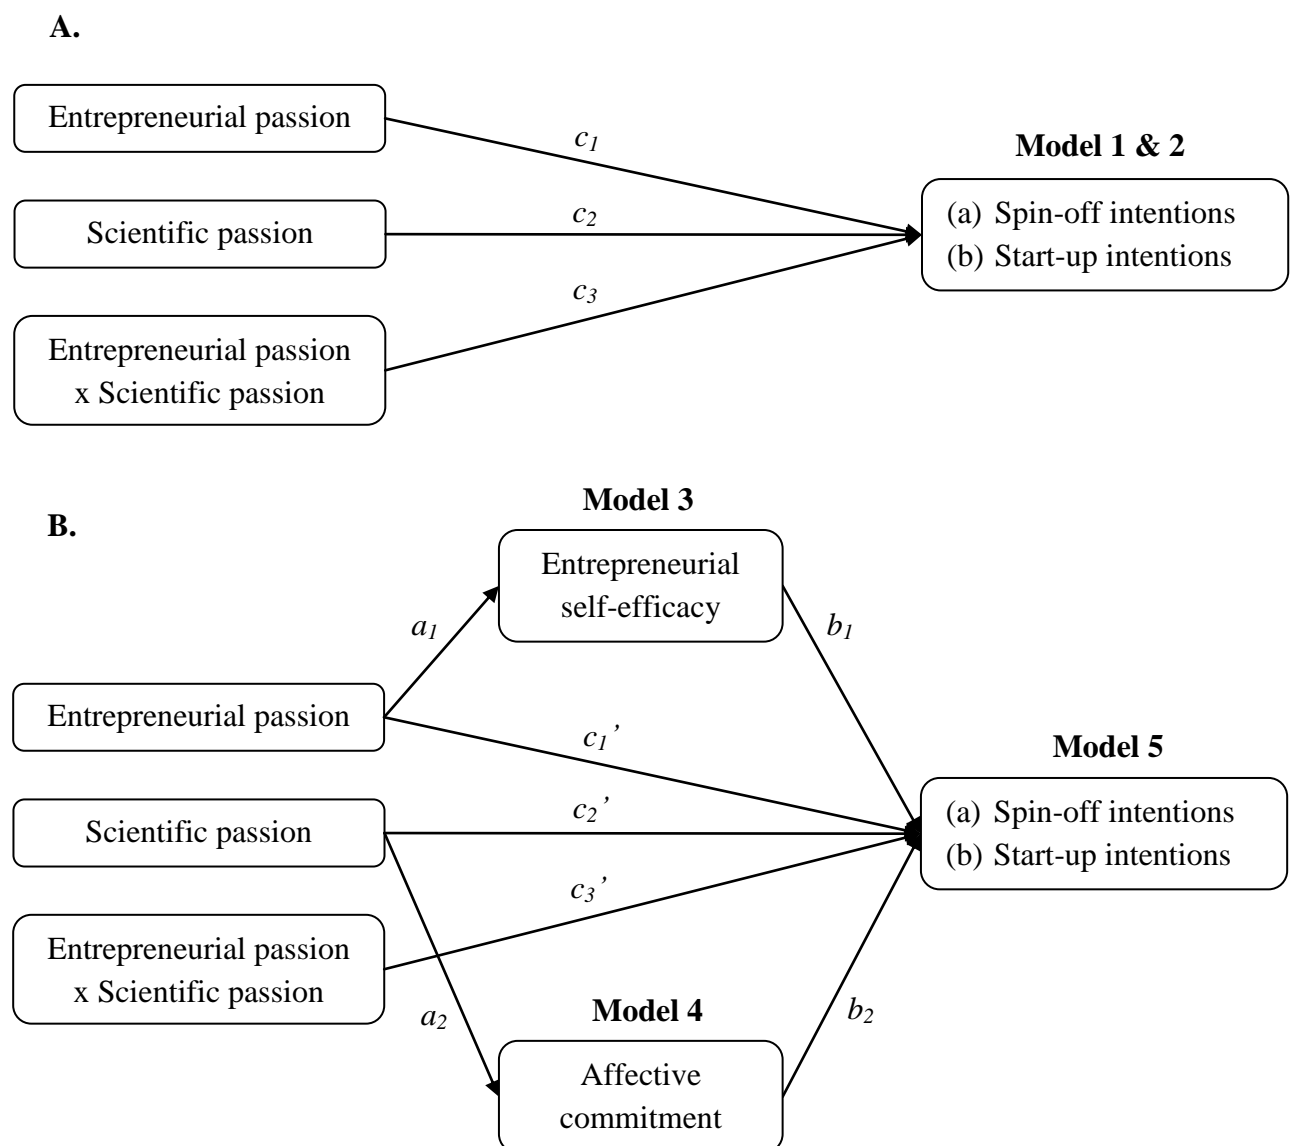 A.
Entrepreneurial passion
c1
Model 1 & 2
Scientific passion
c2
(a) Spin-off intentions
(b) Start-up intentions
c3
Entrepreneurial passion
x Scientific passion
Model 3
B.
Entrepreneurial
self-efficacy
a1
b1
Entrepreneurial passion
c1’
Model 5
Scientific passion
c2’
(a) Spin-off intentions
(b) Start-up intentions
c3’
Entrepreneurial passion
x Scientific passion
a2
Model 4
b2
Affective
commitment